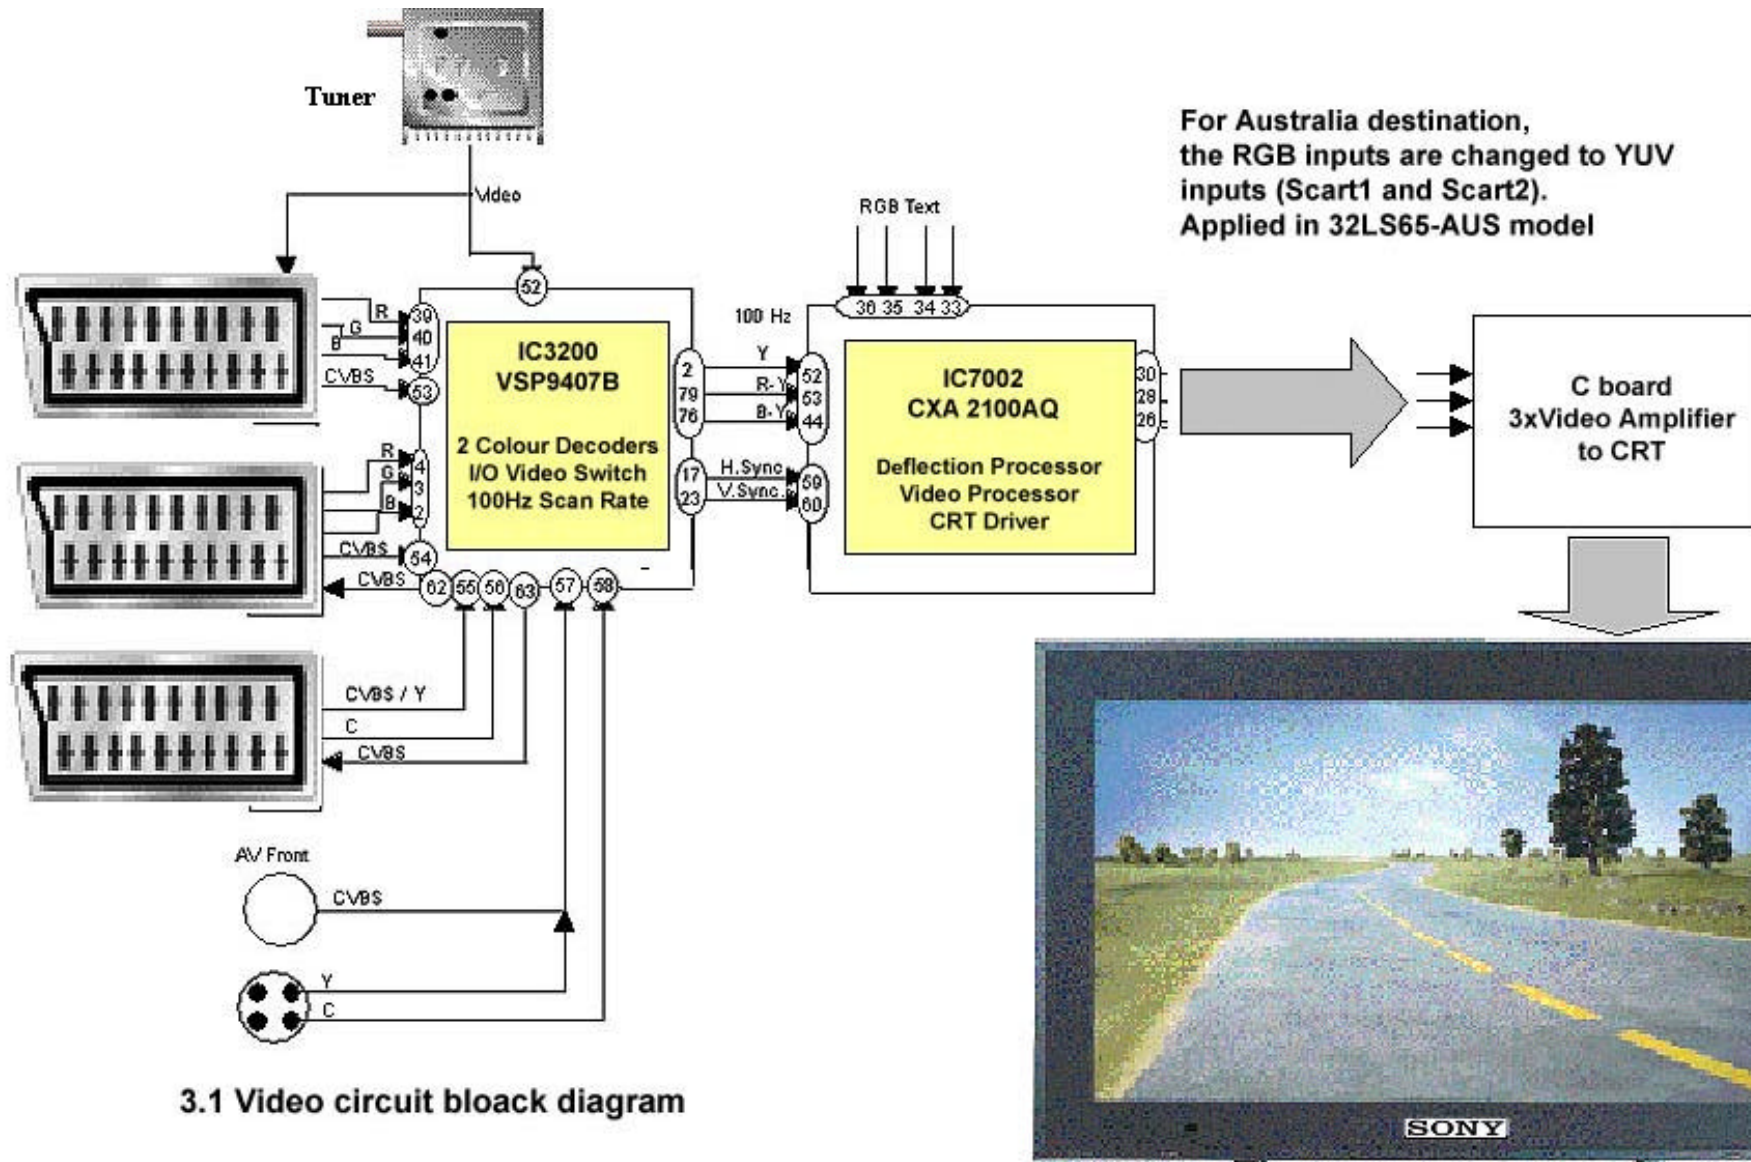 Tuner
Video
For Australia destination,
the RGB inputs are changed to YUV
inputs (Scart1 and Scart2).
Applied in 32LS65-AUS model
RGB Text
52
36 35 34 33
100 Hz
R
G
B
CVBS
39
40
41
53
IC3200
VSP9407B
2 Colour Decoders
I/O Video Switch
100Hz Scan Rate
2
79
76
17
23
Y
R-Y
B-Y
H.Sync
V.Sync.
52
53
44
59
60
IC7002
CXA 2100AQ
Deflection Processor
Video Processor
CRT Driver
30
28
26
C board
3xVideo Amplifier
to CRT
R
G
B
CVBS
CVBS
4
3
2
54
62 55 56 63 57 58
CVBS / Y
C
CVBS
AV Front
CVBS
Y
C
3.1 Video circuit bloack diagram
SONY